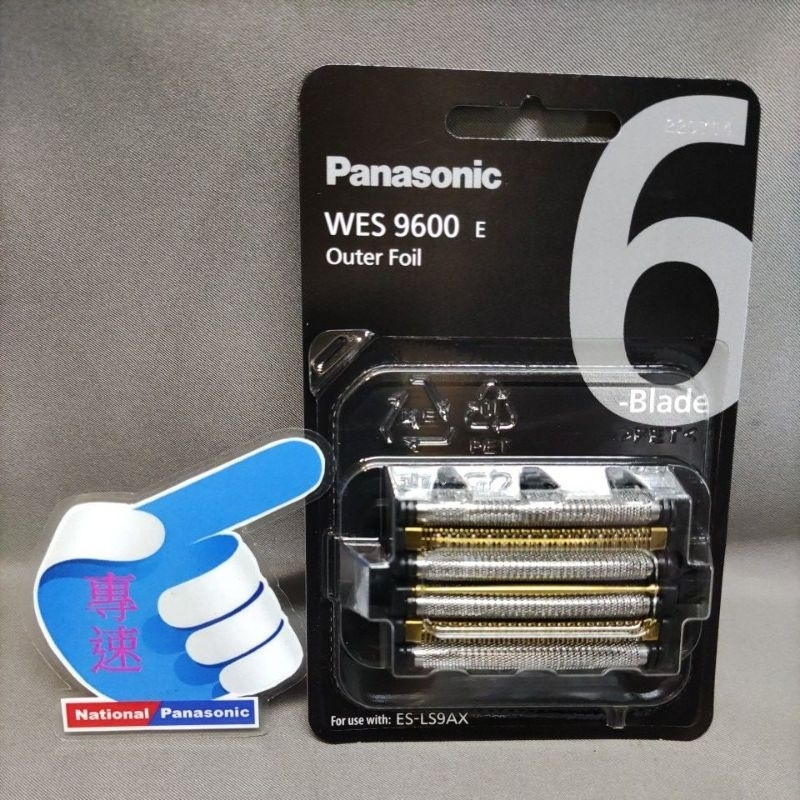 Panasonic
WES 9600 E
Outer Foil
6
-Blade
PET
專速
National Panasonic
For use with: ES-LS9AX